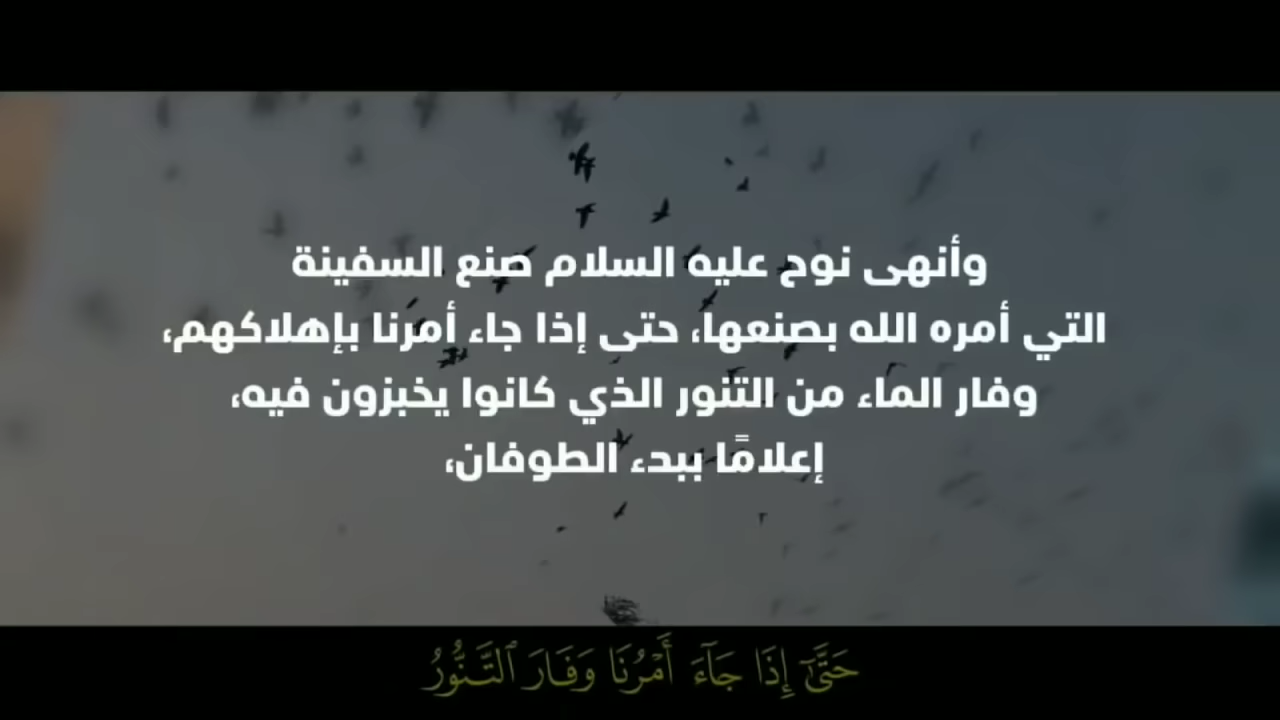 وأنهى نوح عليه السلام صنع السفينة
التي أمره الله بصنعها، حتى إذا جاء أمرنا بإهلاكهم،
وفار الماء من التنور الذي كانوا يخبزون فيه،
إعلامًا ببدء الطوفان،
حَتَّىٰٓ إِذَا جَآءَ أَمۡرُنَا وَفَارَ ٱلتَّنُّورُ